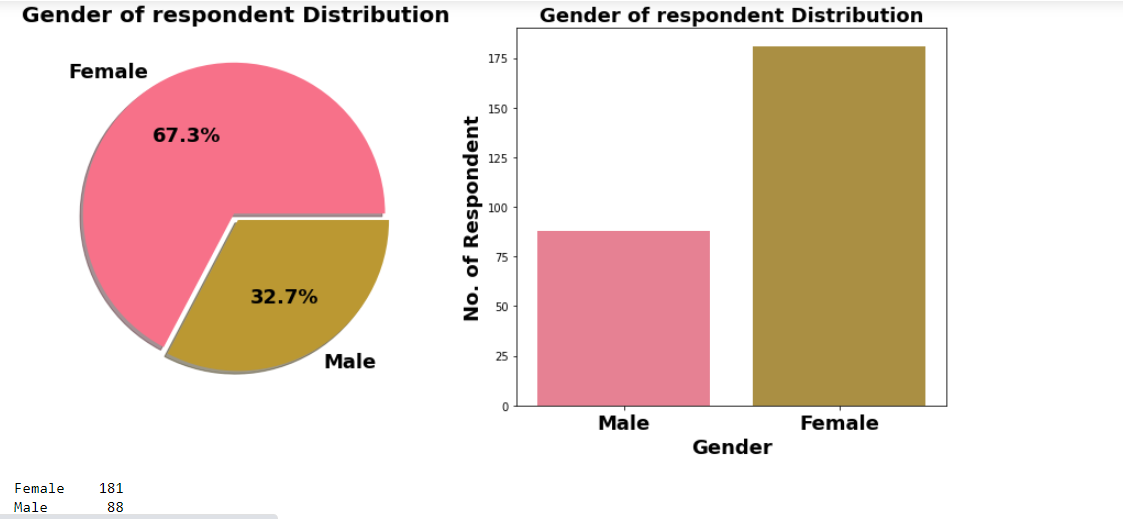 Gender of respondent Distribution
Female
67.3%
32.7%
Male
Gender of respondent Distribution
No. of Respondent
175
150
125
100
75
50
25
0
Male Female
Gender
Female 181
Male 88